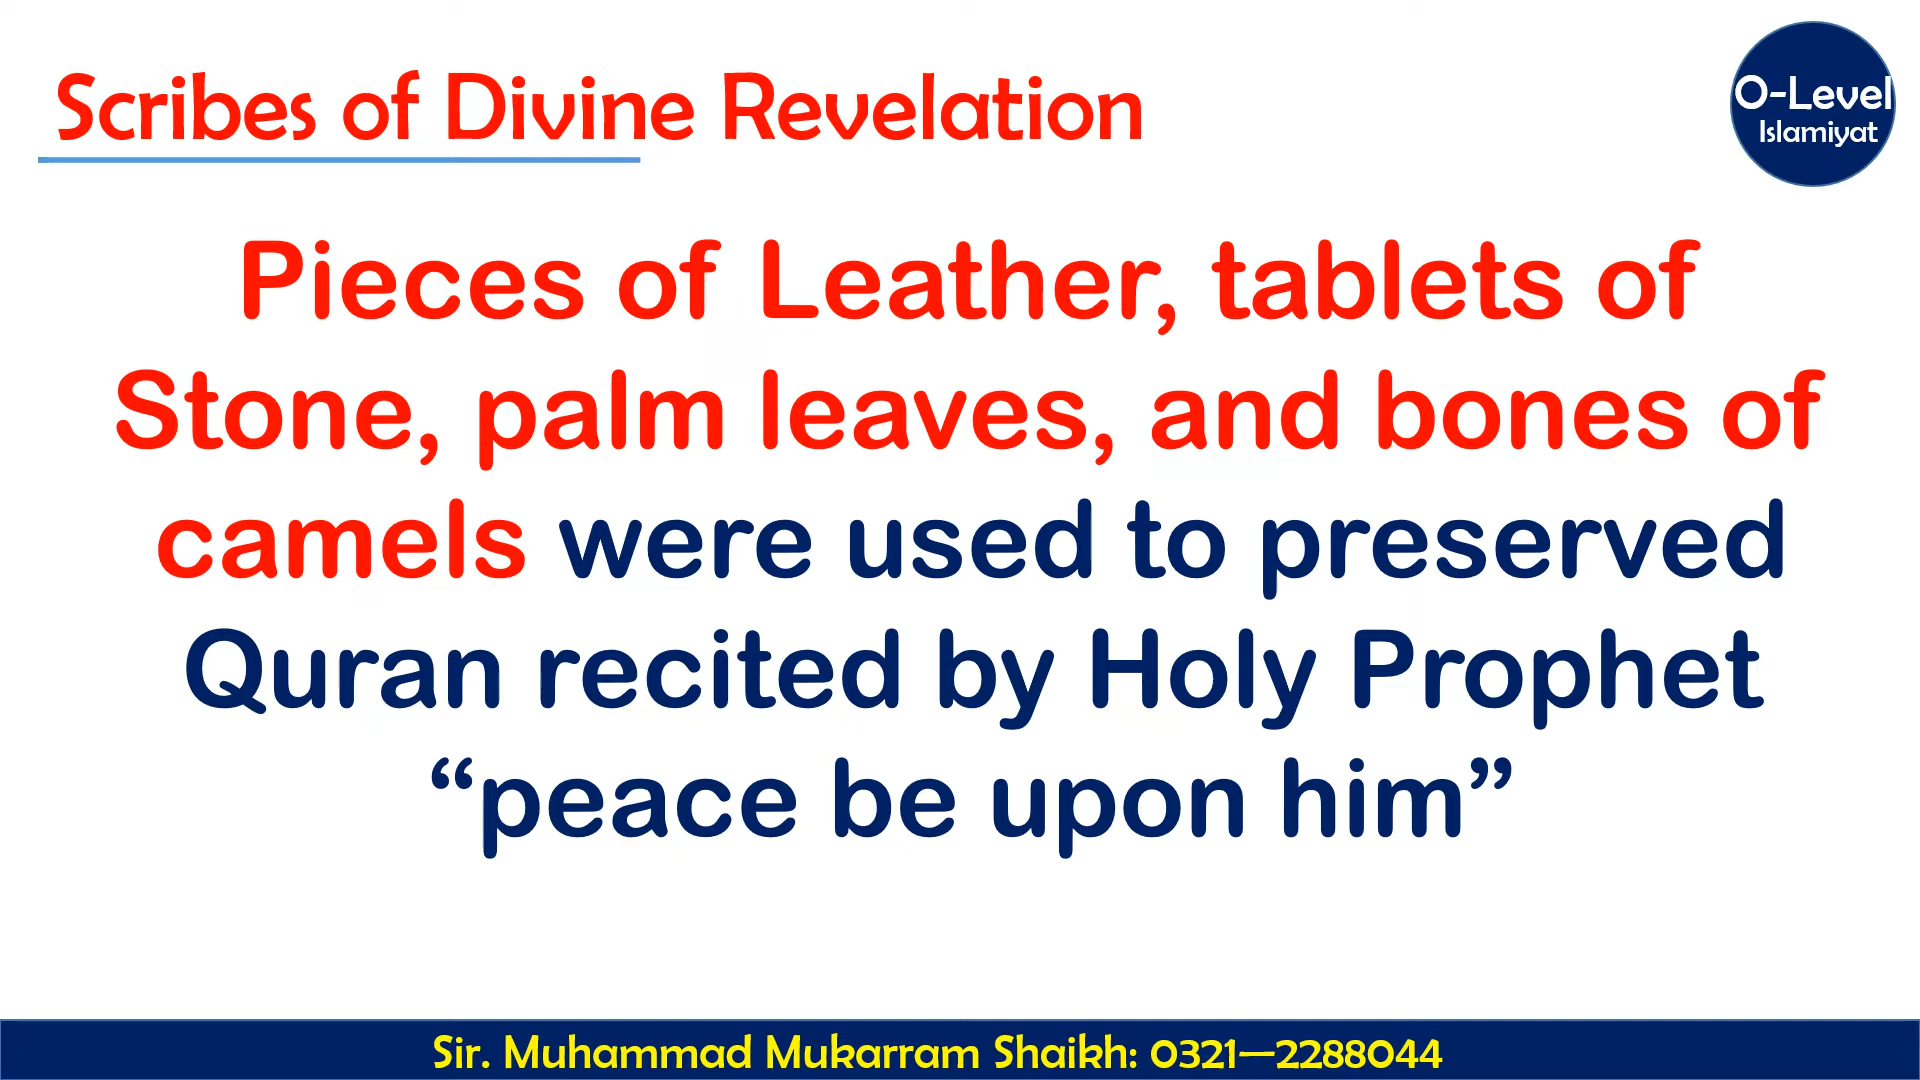 Scribes of Divine Revelation
O-Level
Islamiyat
Pieces of Leather, tablets of
Stone, palm leaves, and bones of
camels were used to preserved
Quran recited by Holy Prophet
“peace be upon him”
Sir. Muhammad Mukarram Shaikh: 0321—2288044